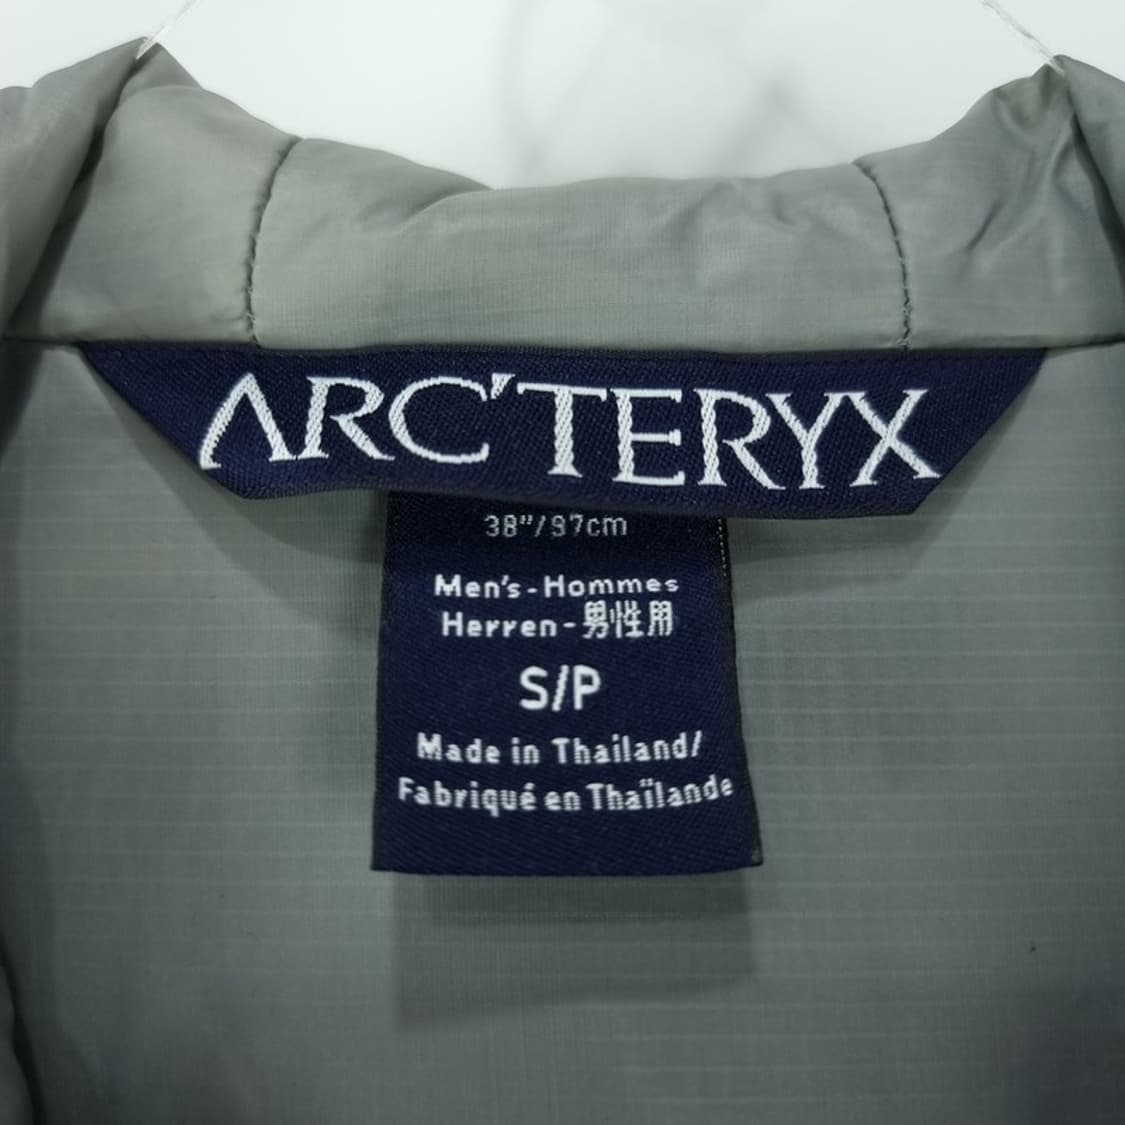 ARC'TERYX
38"/97cm
Men's-Hommes
Herren-男性用
S/P
Made in Thailand/
Fabriqué en Thaïlande